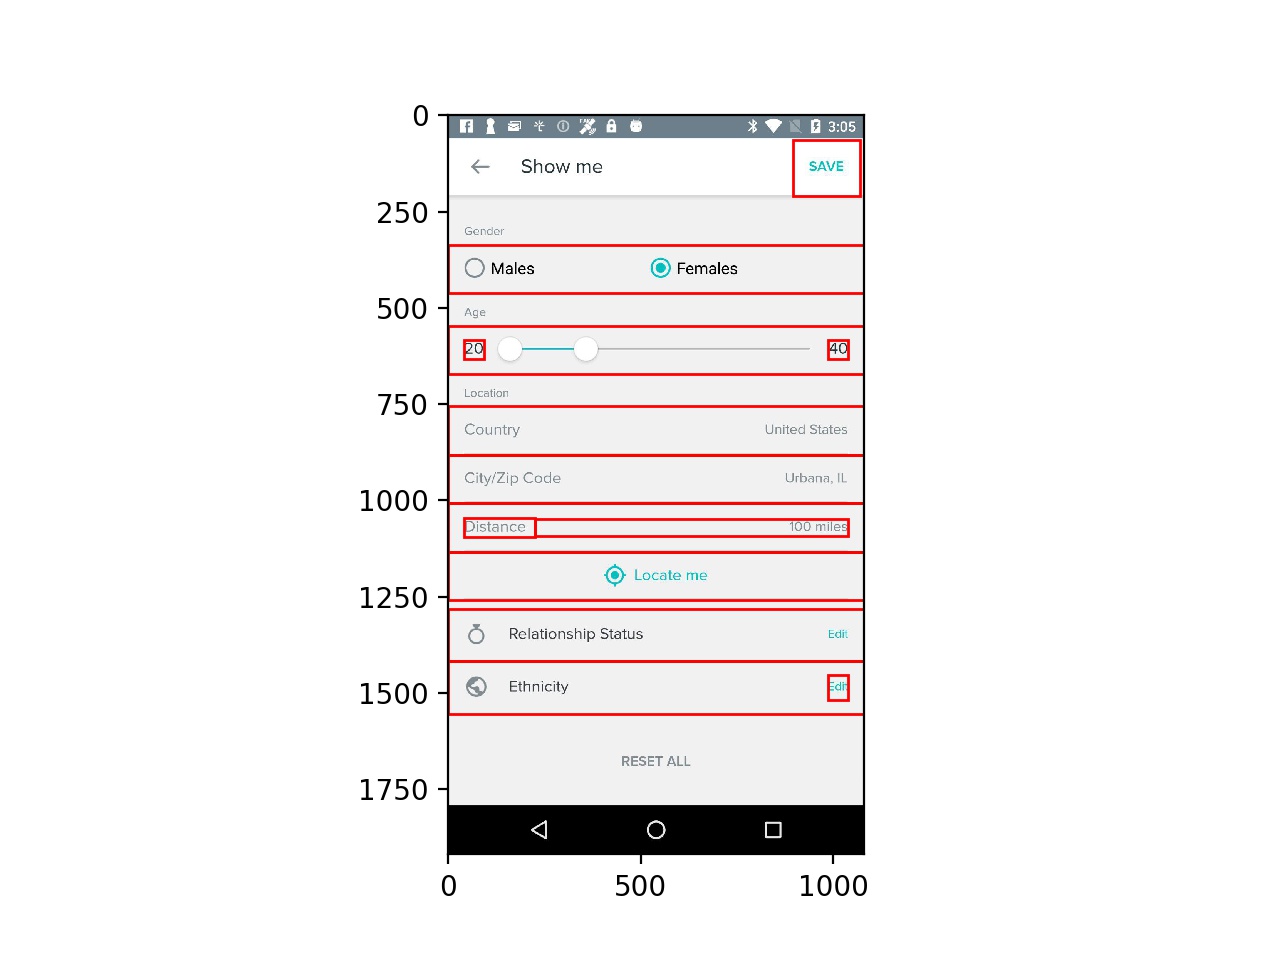 0
250
500
750
1000
1250
1500
1750
0 500 1000
3:05
Show me SAVE
Gender
Males Females
Age
20 40
Location
Country United States
City/Zip Code Urbana, IL
Distance 100 miles
Locate me
Relationship Status Edit
Ethnicity Edit
RESET ALL